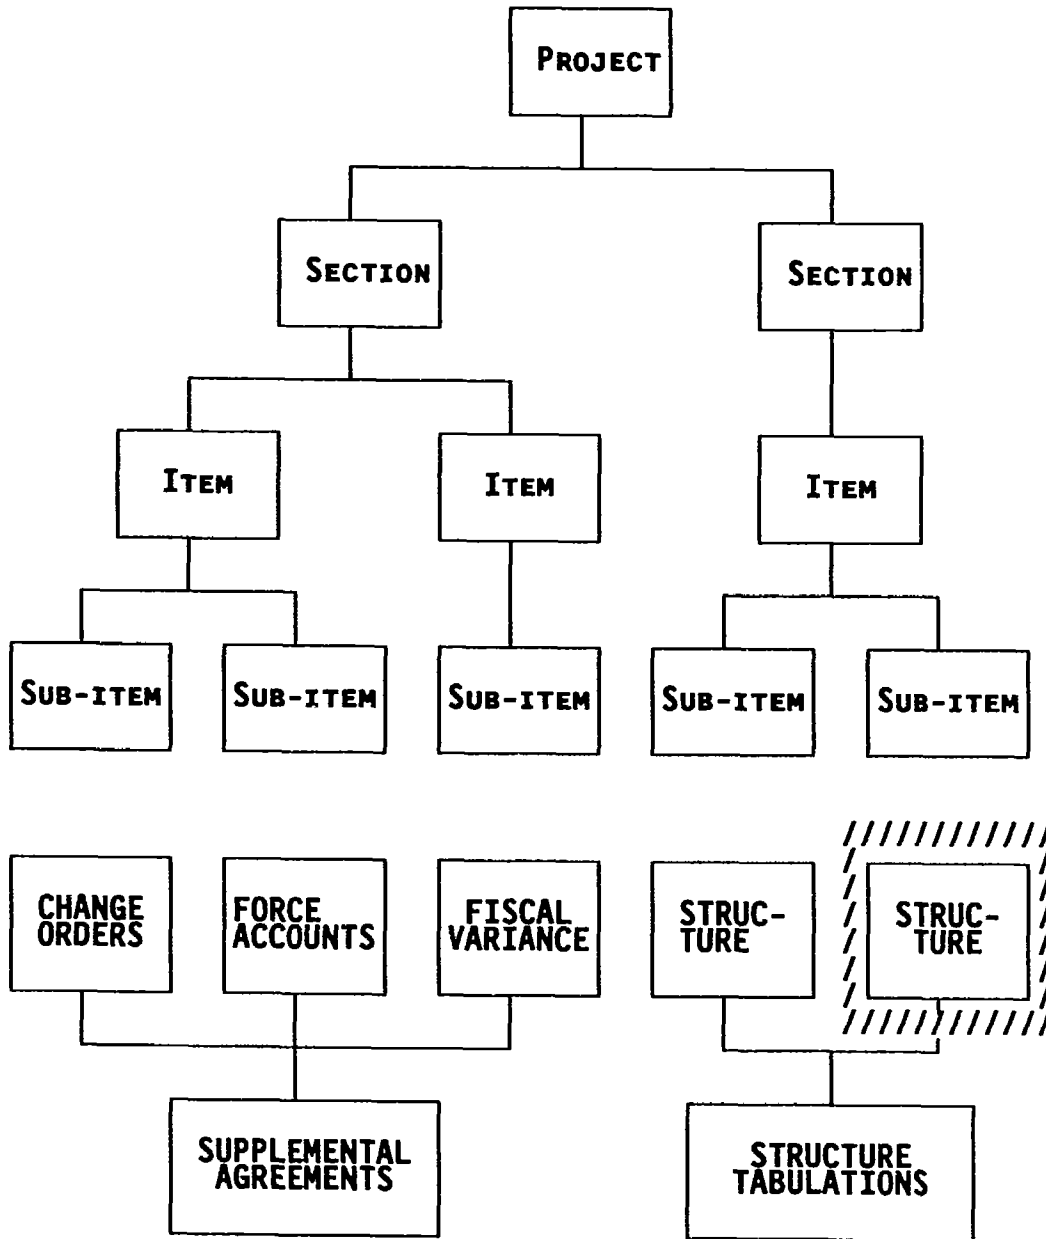 PROJECT
SECTION
SECTION
ITEM
ITEM
ITEM
SUB-ITEM
SUB-ITEM
SUB-ITEM
SUB-ITEM
SUB-ITEM
CHANGE
ORDERS
FORCE
ACCOUNTS
FISCAL
VARIANCE
STRUC-
TURE
STRUC-
TURE
SUPPLEMENTAL
AGREEMENTS
STRUCTURE
TABULATIONS